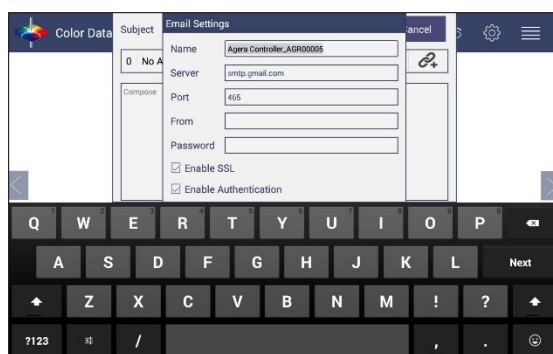 Color Data
Subject
Email Settings
Cancel
0 No A
Compose
Name Agera Controller_AGR00005
Server smtp.gmail.com
Port 465
From
Password
Enable SSL
Enable Authentication
Q W E R T Y U I O P
A S D F G H J K L Next
Z X C V B N M ! ?
?123 / , .